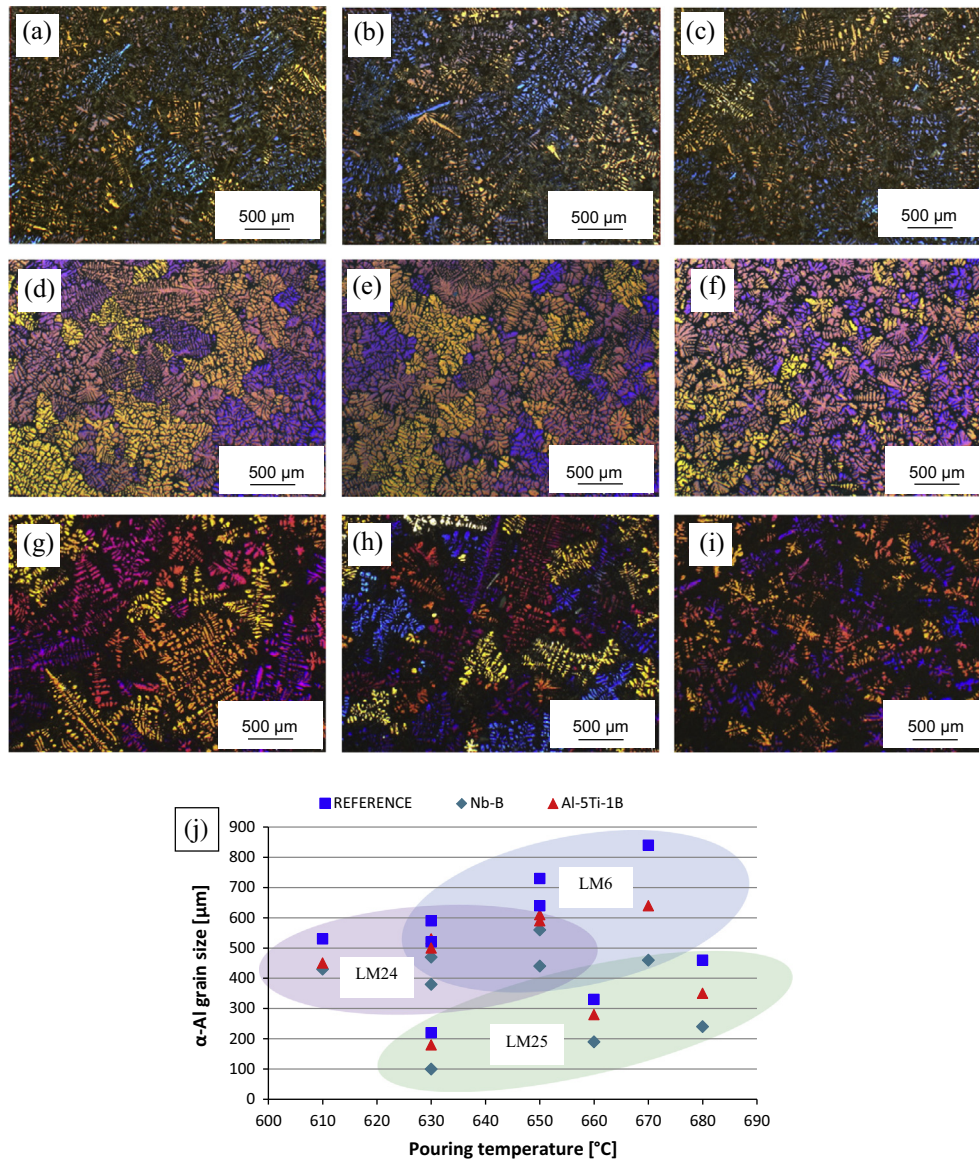 (a) (b) (c)
500 µm 500 µm 500 µm
(d) (e) (f)
500 µm 500 µm 500 µm
(g) (h) (i)
500 µm 500 µm 500 µm
REFERENCE Nb-B Al-5Ti-1B
(j)
900
800
700
600
500
400
300
200
100
0
α-Al grain size [µm]
LM6
LM24
LM25
600 610 620 630 640 650 660 670 680 690
Pouring temperature [°C]